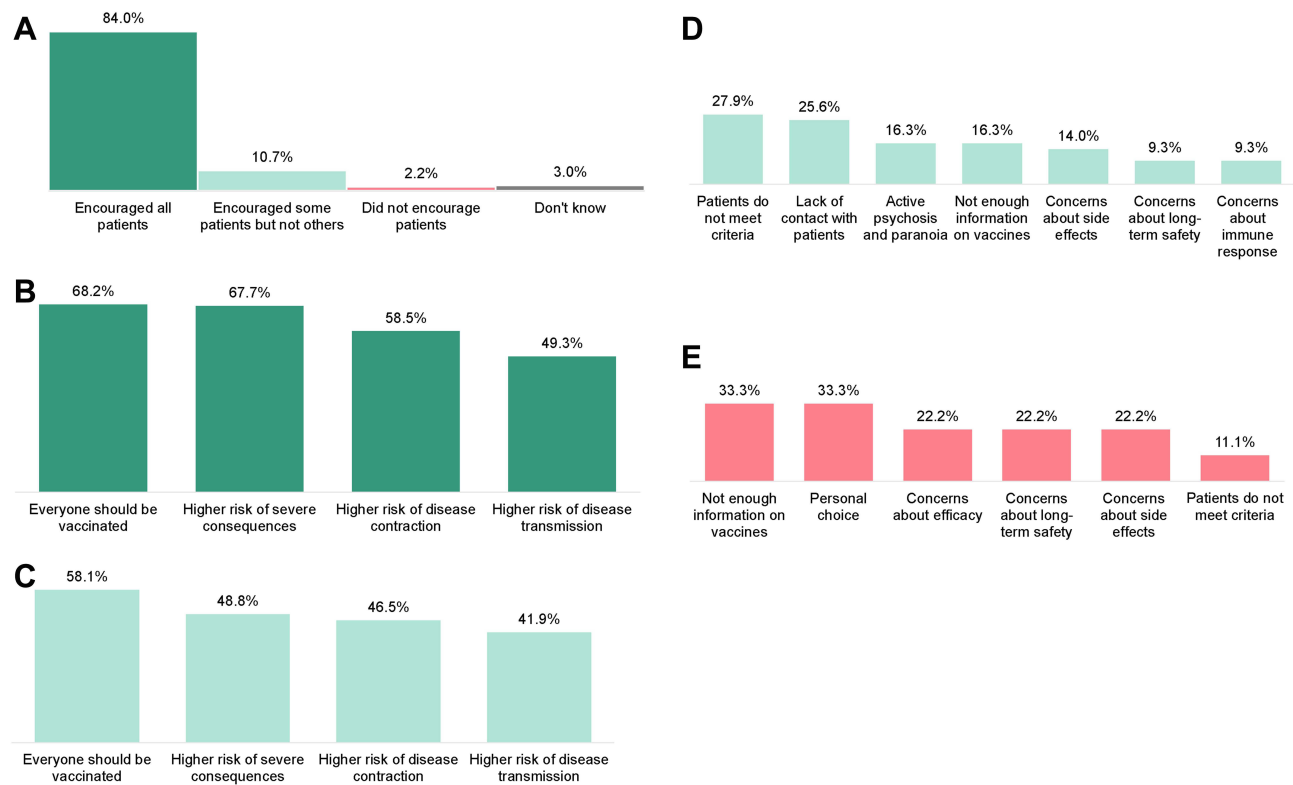 A
84.0%
10.7%
2.2%
3.0%
Encouraged all
patients
Encouraged some
patients but not others
Did not encourage
patients
Don't know
B
68.2%
67.7%
58.5%
49.3%
Everyone should be
vaccinated
Higher risk of severe
consequences
Higher risk of disease
contraction
Higher risk of disease
transmission
C
58.1%
48.8%
46.5%
41.9%
Everyone should be
vaccinated
Higher risk of severe
consequences
Higher risk of disease
contraction
Higher risk of disease
transmission
D
27.9%
25.6%
16.3%
16.3%
14.0%
9.3%
9.3%
Patients do
not meet
criteria
Lack of
contact with
patients
Active
psychosis
and paranoia
Not enough
information
on vaccines
Concerns
about side
effects
Concerns
about long-
term safety
Concerns
about
immune
response
E
33.3%
33.3%
22.2%
22.2%
22.2%
11.1%
Not enough
information on
vaccines
Personal
choice
Concerns
about efficacy
Concerns
about long-
term safety
Concerns
about side
effects
Patients do not
meet criteria